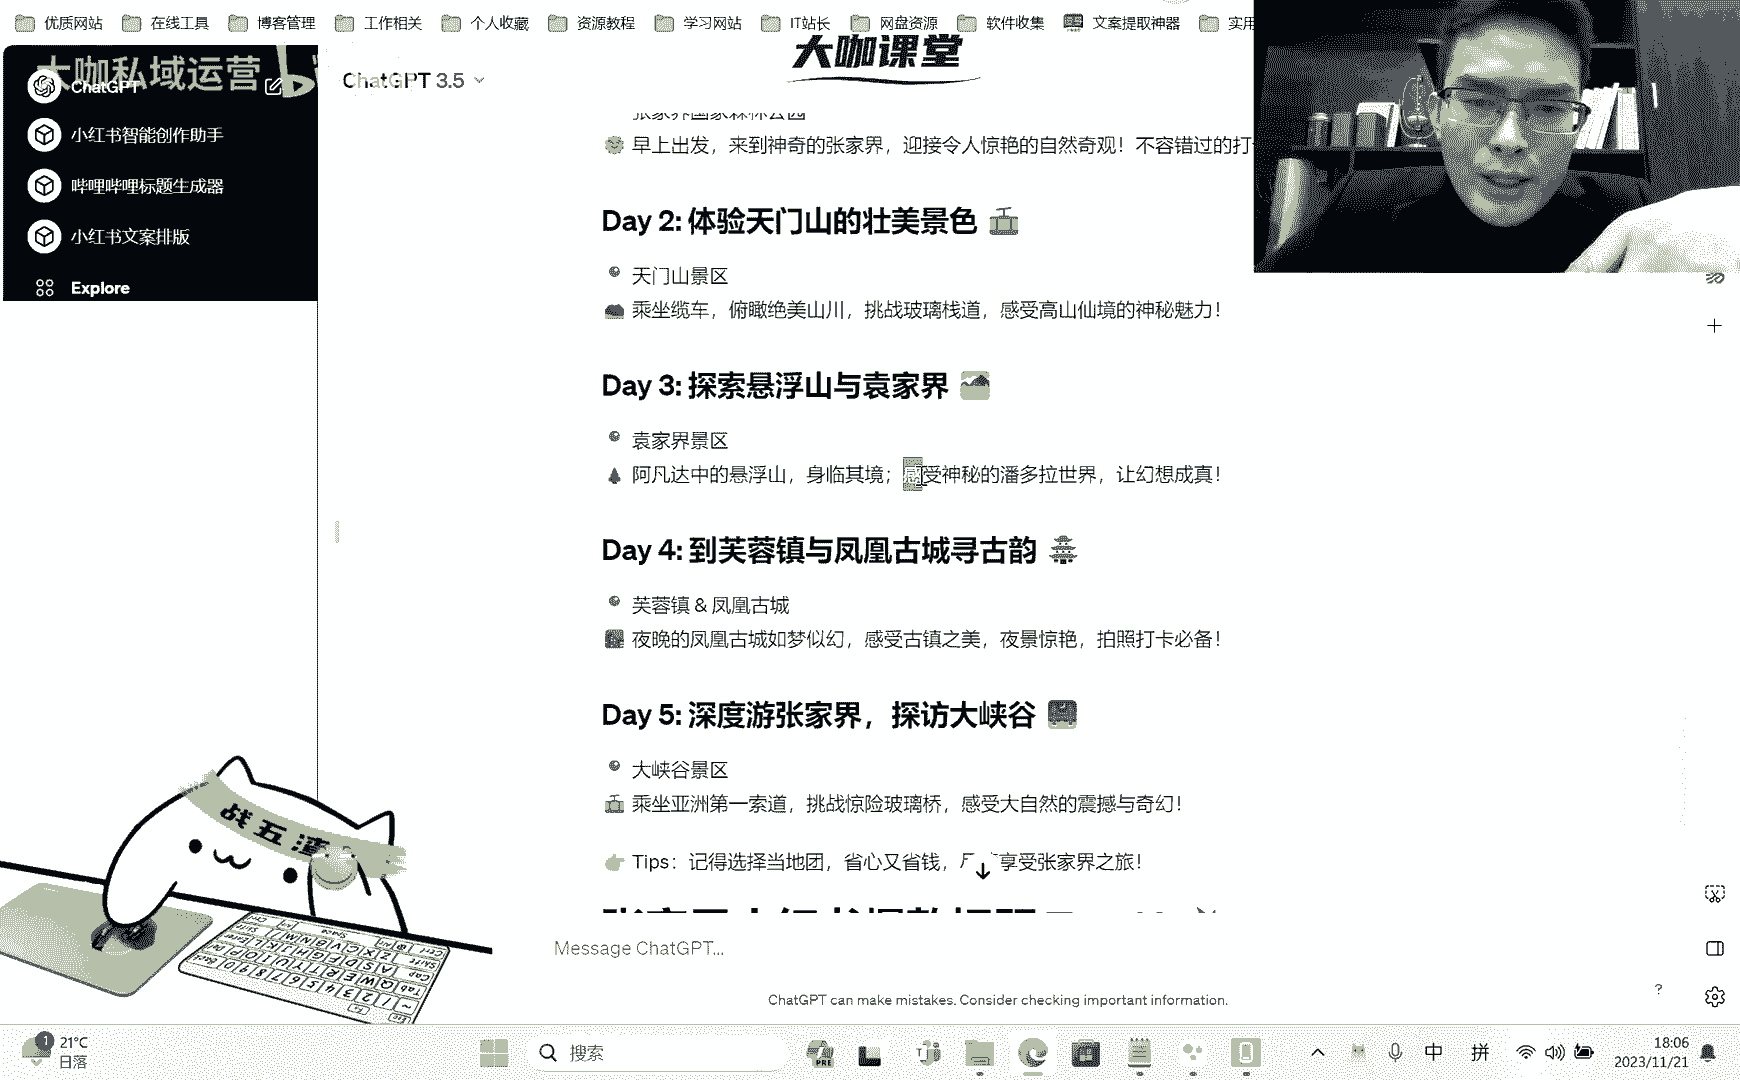 优质网站 在线工具 博客管理 工作相关 个人收藏 资源教程 学习网站 IT站长 网盘资源 软件收集 文案提取神器 实用
大咖课堂
大咖私域运营
ChatGPT
小红书智能创作助手
哔哩哔哩标题生成器
小红书文案排版
Explore
ChatGPT 3.5
张家界国家森林公园
早上出发，来到神奇的张家界，迎接令人惊艳的自然奇观！不容错过的打
Day 2: 体验天门山的壮美景色
天门山景区
乘坐缆车，俯瞰绝美山川，挑战玻璃栈道，感受高山仙境的神秘魅力！
Day 3: 探索悬浮山与袁家界
袁家界景区
阿凡达中的悬浮山，身临其境；感受神秘的潘多拉世界，让幻想成真！
Day 4: 到芙蓉镇与凤凰古城寻古韵
芙蓉镇 & 凤凰古城
夜晚的凤凰古城如梦似幻，感受古镇之美，夜景惊艳，拍照打卡必备！
Day 5: 深度游张家界，探访大峡谷
大峡谷景区
乘坐亚洲第一索道，挑战惊险玻璃桥，感受大自然的震撼与奇幻！
Tips：记得选择当地团，省心又省钱，享受张家界之旅！
Message ChatGPT...
ChatGPT can make mistakes. Consider checking important information.
?
战五渣
1
21°C
日落
搜索
PRE
中
拼
18:06
2023/11/21